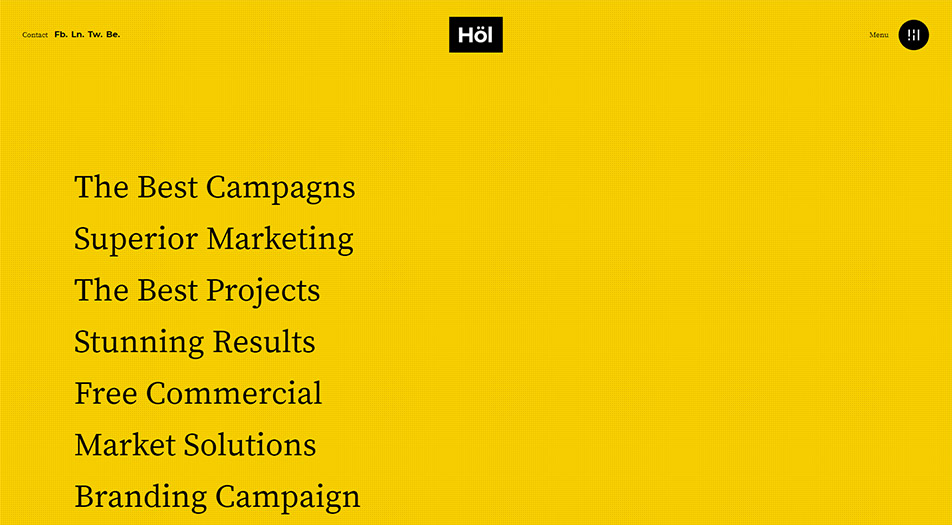 Contact Fb. Ln. Tw. Be.
Höl
Menu
The Best Campagns
Superior Marketing
The Best Projects
Stunning Results
Free Commercial
Market Solutions
Branding Campaign